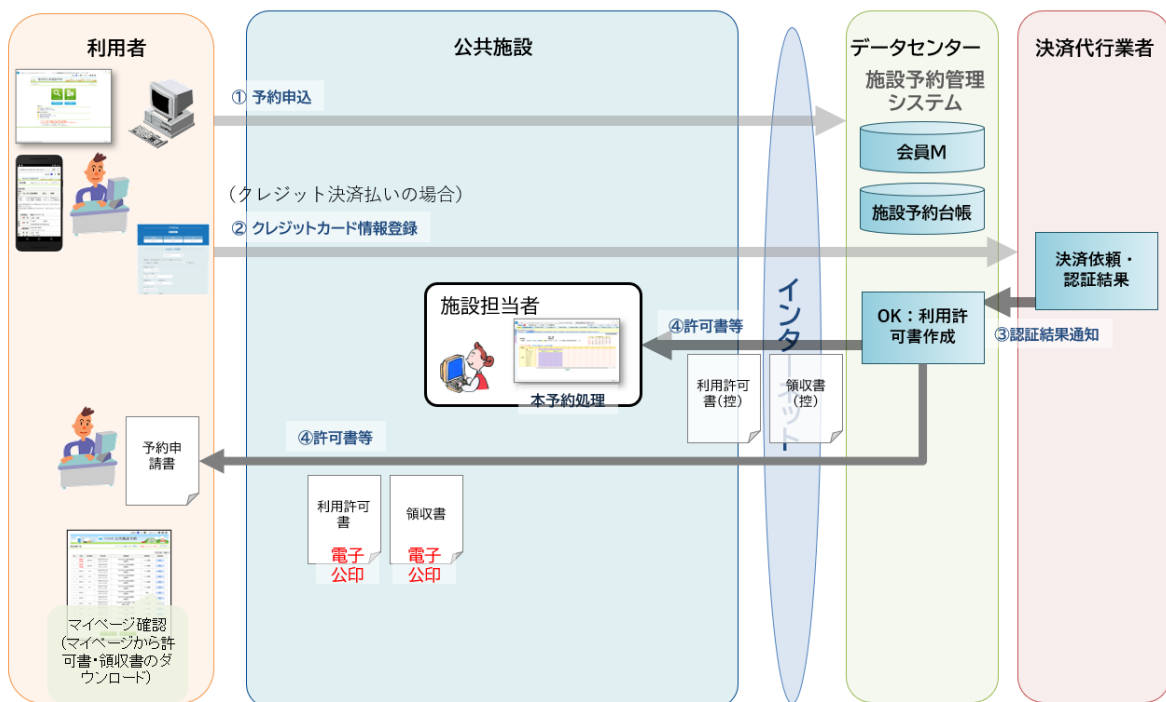 利用者
公共施設
データセンター
決済代行業者
施設予約管理
システム
① 予約申込
会員M
(クレジット決済払いの場合)
施設予約台帳
② クレジットカード情報登録
決済依頼・
認証結果
インターネット
施設担当者
OK：利用許
可書作成
④許可書等
③認証結果通知
本予約処理
利用許可
書(控)
領収書
(控)
④許可書等
予約申
請書
利用許可
書
領収書
電子
公印
電子
公印
マイページ確認
(マイページから許
可書・領収書のダ
ウンロード)